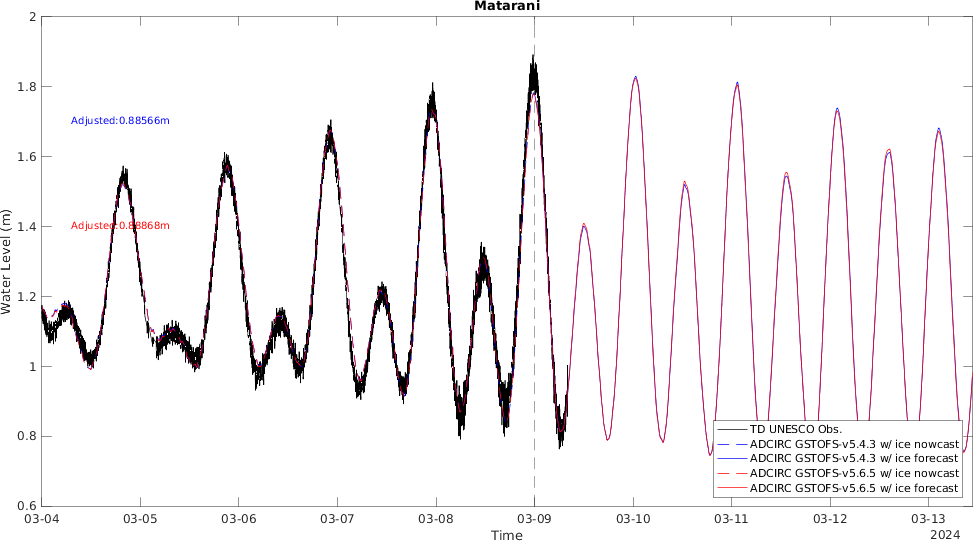 Matarani
2
1.8
1.6
1.4
1.2
1
0.8
0.6
Water Level (m)
Adjusted:0.88566m
Adjusted:0.88868m
TD UNESCO Obs.
ADCIRC GSTOFS-v5.4.3 w/ ice nowcast
ADCIRC GSTOFS-v5.4.3 w/ ice forecast
ADCIRC GSTOFS-v5.6.5 w/ ice nowcast
ADCIRC GSTOFS-v5.6.5 w/ ice forecast
03-04 03-05 03-06 03-07 03-08 03-09 03-10 03-11 03-12 03-13
Time
2024